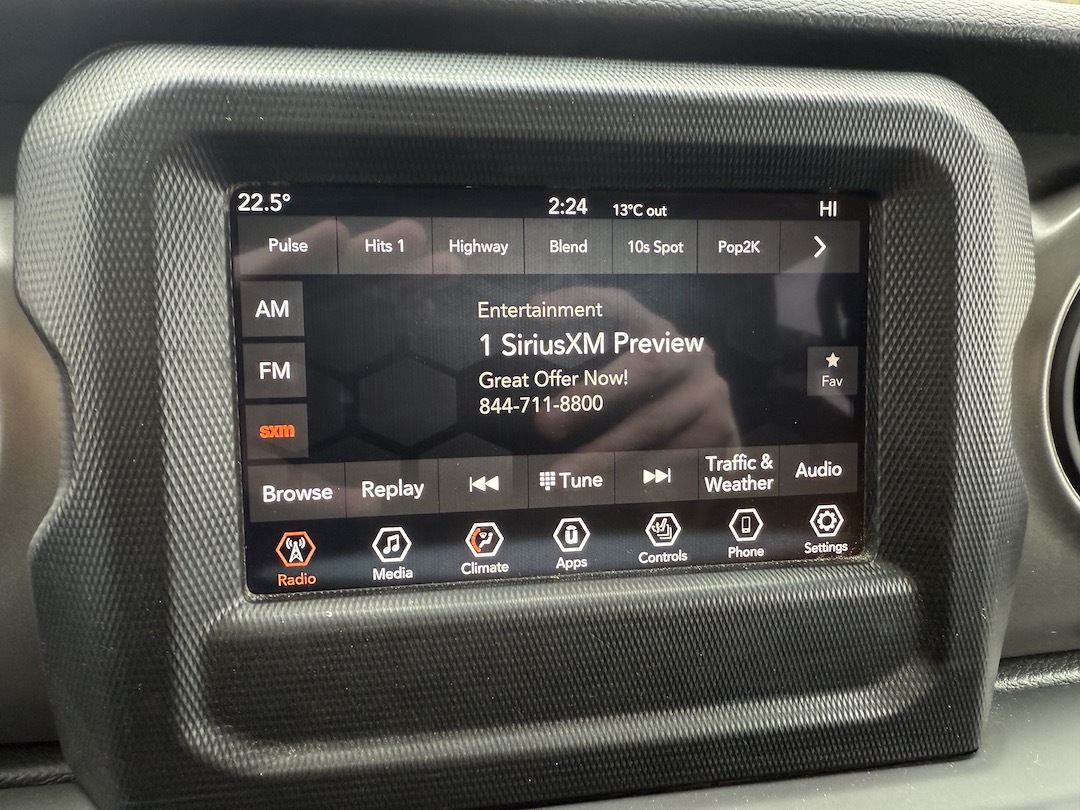 22.5° 2:24 13°C out HI
Pulse Hits 1 Highway Blend 10s Spot Pop2K
AM
FM
sxm
Entertainment
1 SiriusXM Preview
Great Offer Now!
844-711-8800
Fav
Browse Replay Tune Traffic &
Weather Audio
Radio Media Climate Apps Controls Phone Settings